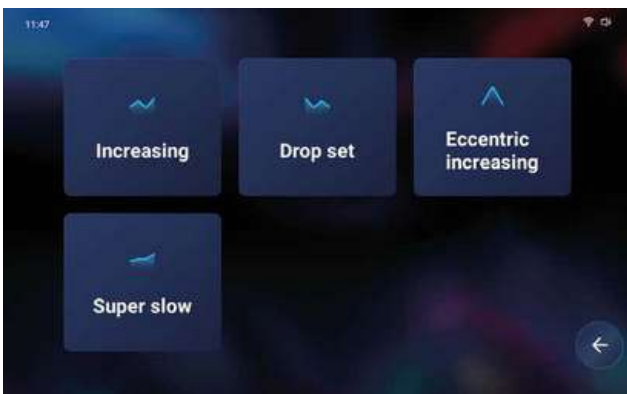 11:47
Increasing
Drop set
Eccentric
increasing
Super slow